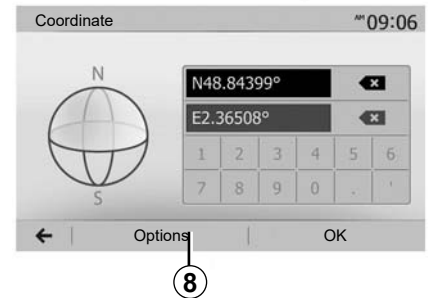 Coordinate AM 09:06
N
S
N48.84399°
E2.36508°
1 2 3 4 5 6
7 8 9 0 . '
Options OK
8